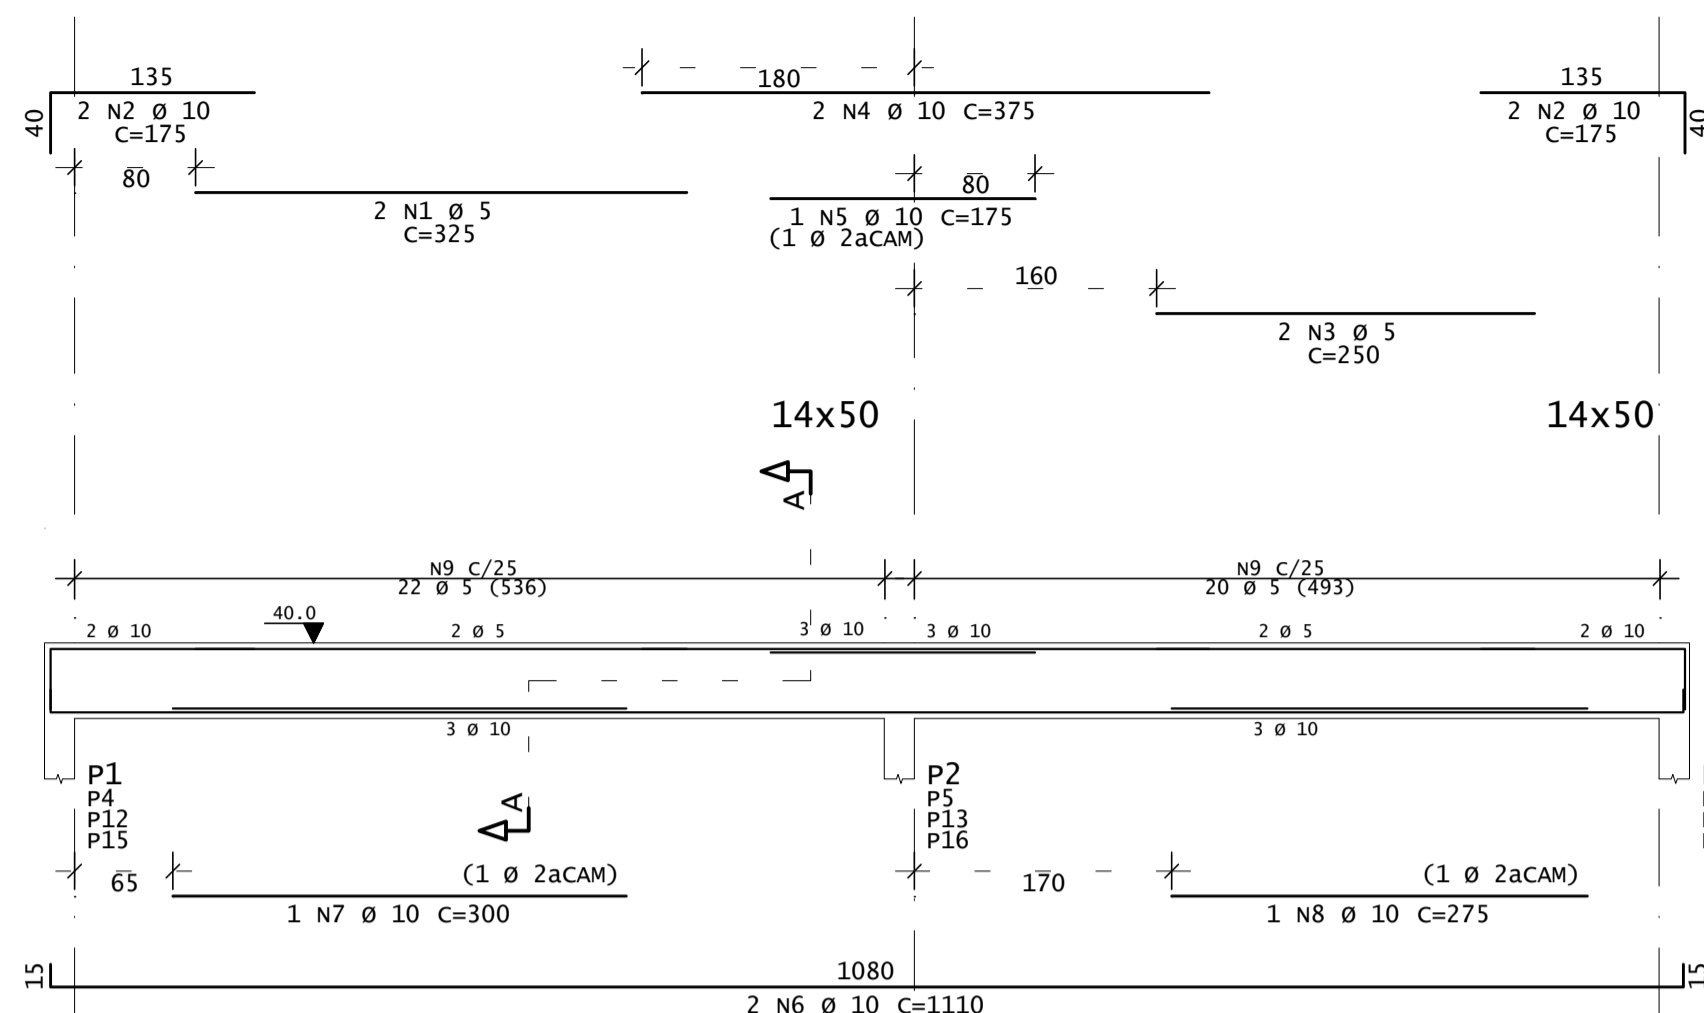 135
40
2 N2 Ø 10
C=175
80
2 N1 Ø 5
C=325
180
2 N4 Ø 10 C=375
80
1 N5 Ø 10 C=175
(1 Ø 2aCAM)
135
40
2 N2 Ø 10
C=175
160
2 N3 Ø 5
C=250
14x50
14x50
A
N9 C/25
22 Ø 5 (536)
N9 C/25
20 Ø 5 (493)
40.0
2 Ø 10
2 Ø 5
3 Ø 10
3 Ø 10
2 Ø 5
2 Ø 10
3 Ø 10
3 Ø 10
P1
P4
P12
P15
A
P2
P5
P13
P16
65
(1 Ø 2aCAM)
1 N7 Ø 10 C=300
170
(1 Ø 2aCAM)
1 N8 Ø 10 C=275
15
1080
2 N6 Ø 10 C=1110
15